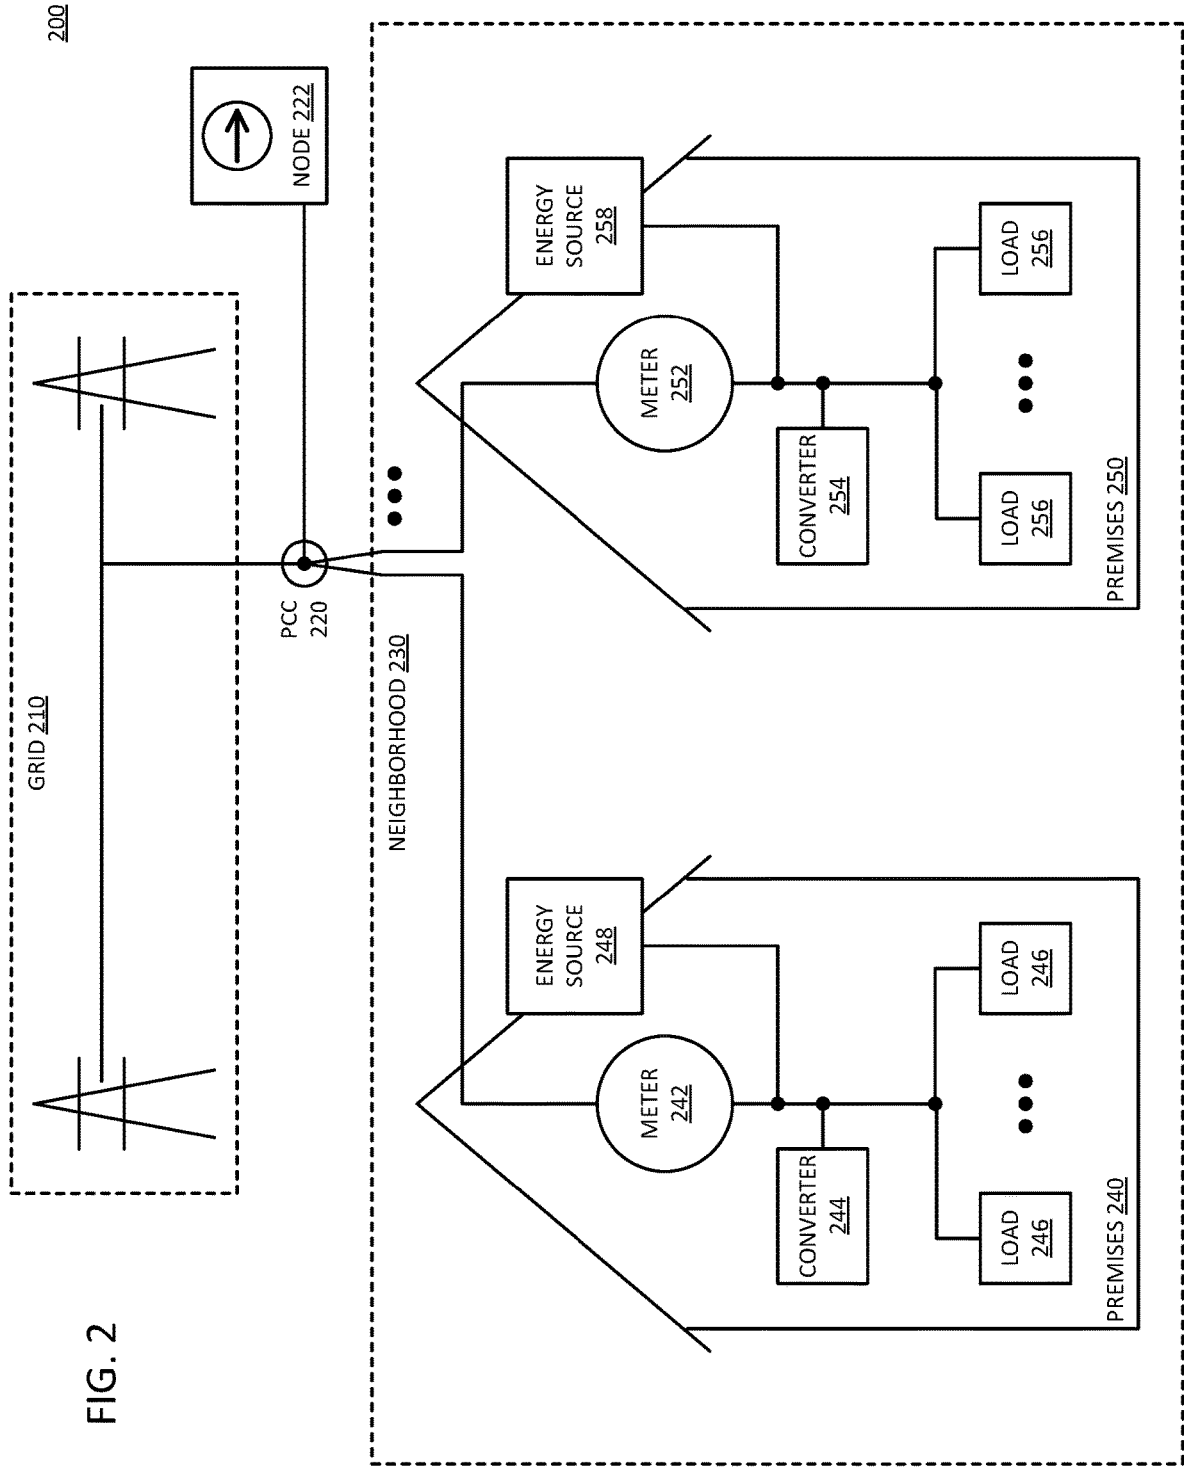 200
GRID 210
NODE 222
PCC
220
NEIGHBORHOOD 230
ENERGY
SOURCE
248
METER
242
CONVERTER
244
LOAD
246
LOAD
246
PREMISES 240
ENERGY
SOURCE
258
METER
252
CONVERTER
254
LOAD
256
LOAD
256
PREMISES 250
FIG. 2